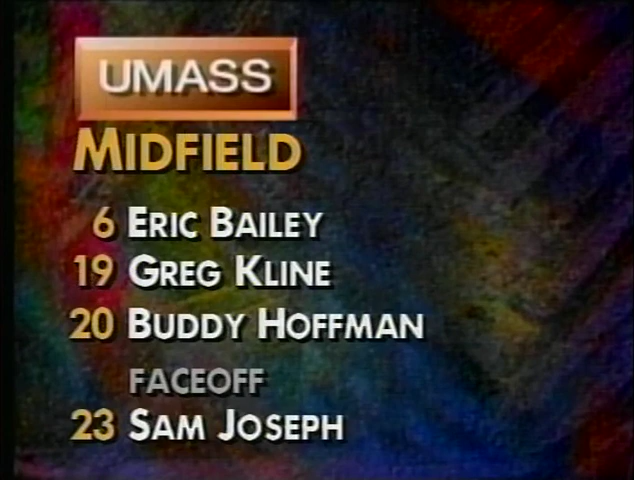 UMASS
MIDFIELD
6 ERIC BAILEY
19 GREG KLINE
20 BUDDY HOFFMAN
FACEOFF
23 SAM JOSEPH